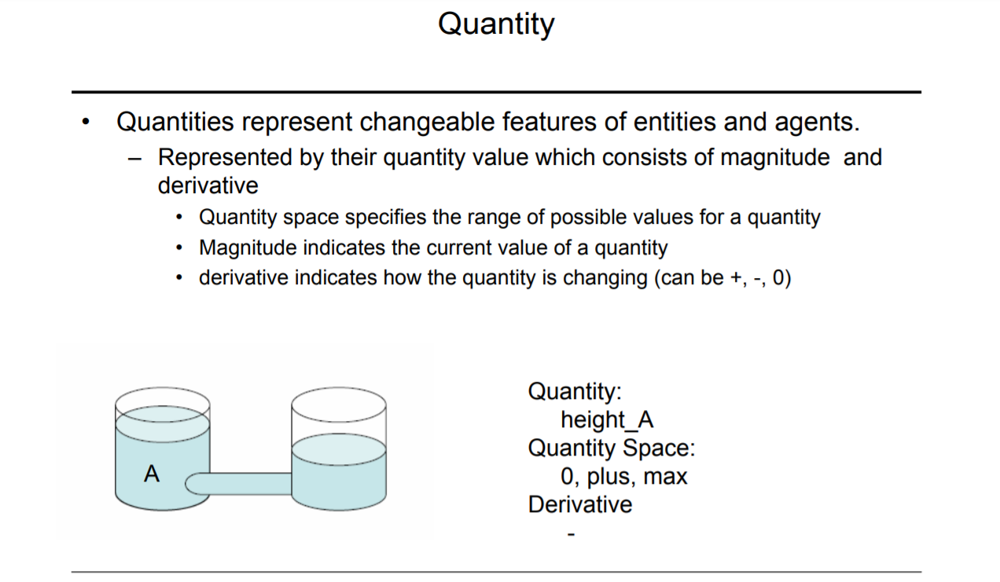 Quantity
• Quantities represent changeable features of entities and agents.
– Represented by their quantity value which consists of magnitude and
derivative
• Quantity space specifies the range of possible values for a quantity
• Magnitude indicates the current value of a quantity
• derivative indicates how the quantity is changing (can be +, -, 0)
A
Quantity:
height_A
Quantity Space:
0, plus, max
Derivative
-